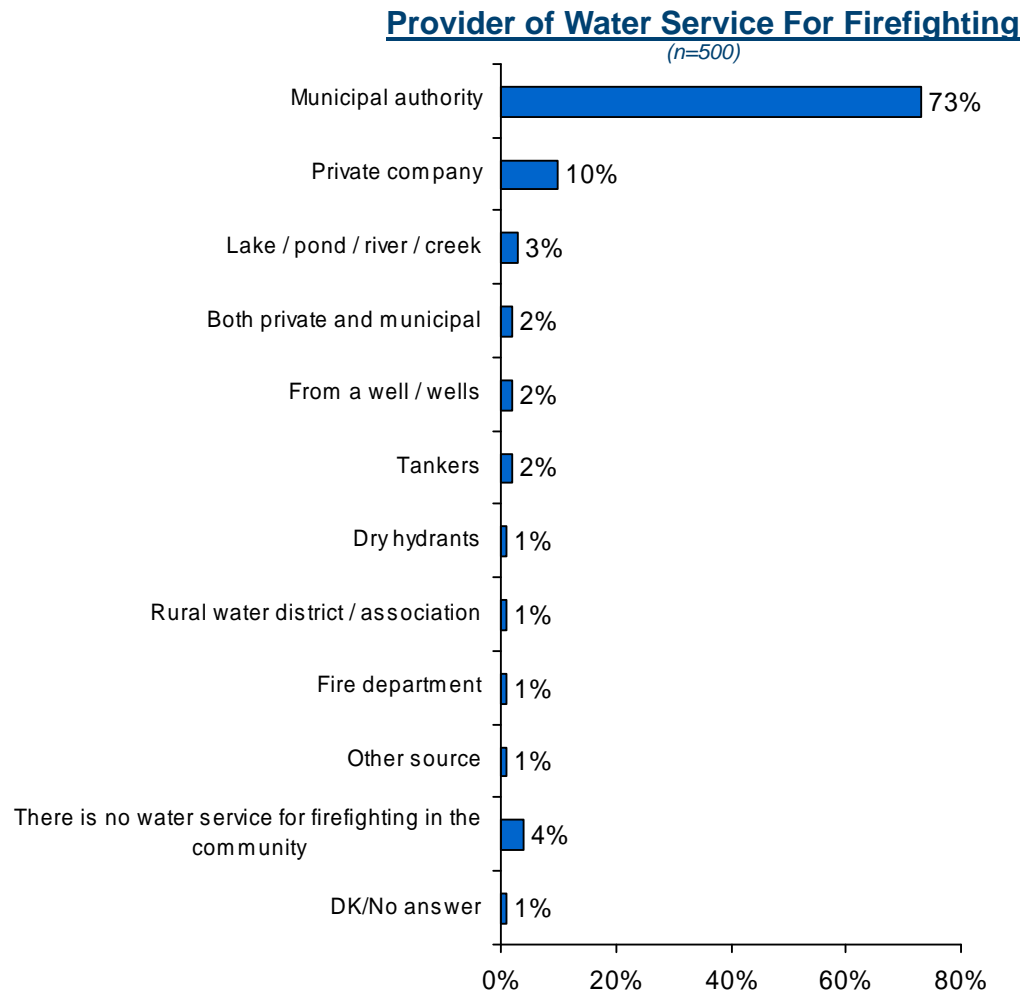 Provider of Water Service For Firefighting
(n=500)
Municipal authority 73%
Private company 10%
Lake / pond / river / creek 3%
Both private and municipal 2%
From a well / wells 2%
Tankers 2%
Dry hydrants 1%
Rural water district / association 1%
Fire department 1%
Other source 1%
There is no water service for firefighting in the
community 4%
DK/No answer 1%
0% 20% 40% 60% 80%